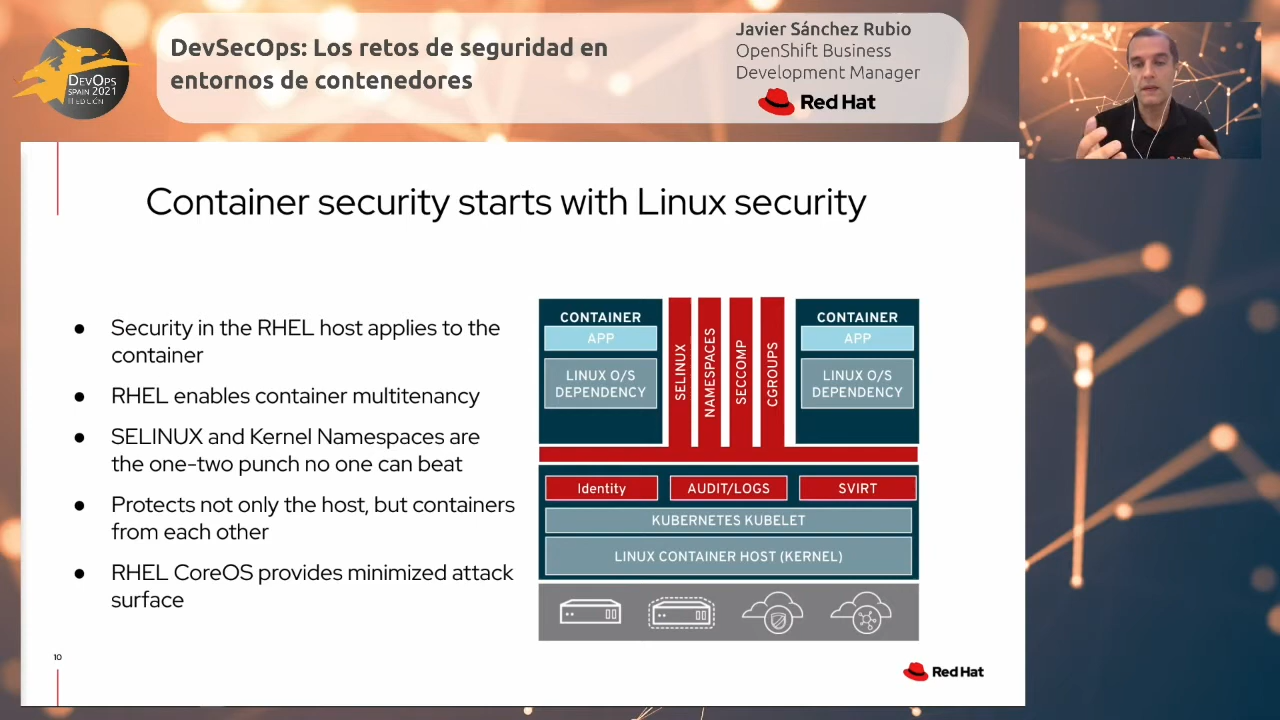 DEVOPS
SPAIN 2021
II EDICIÓN
DevSecOps: Los retos de seguridad en
entornos de contenedores
Javier Sánchez Rubio
OpenShift Business
Development Manager
Red Hat
Container security starts with Linux security
● Security in the RHEL host applies to the
container
● RHEL enables container multitenancy
● SELINUX and Kernel Namespaces are
the one-two punch no one can beat
● Protects not only the host, but containers
from each other
● RHEL CoreOS provides minimized attack
surface
CONTAINER
APP
LINUX O/S
DEPENDENCY
SELINUX
NAMESPACES
SECCOMP
CGROUPS
CONTAINER
APP
LINUX O/S
DEPENDENCY
Identity
AUDIT/LOGS
SVIRT
KUBERNETES KUBELET
LINUX CONTAINER HOST (KERNEL)
10
Red Hat